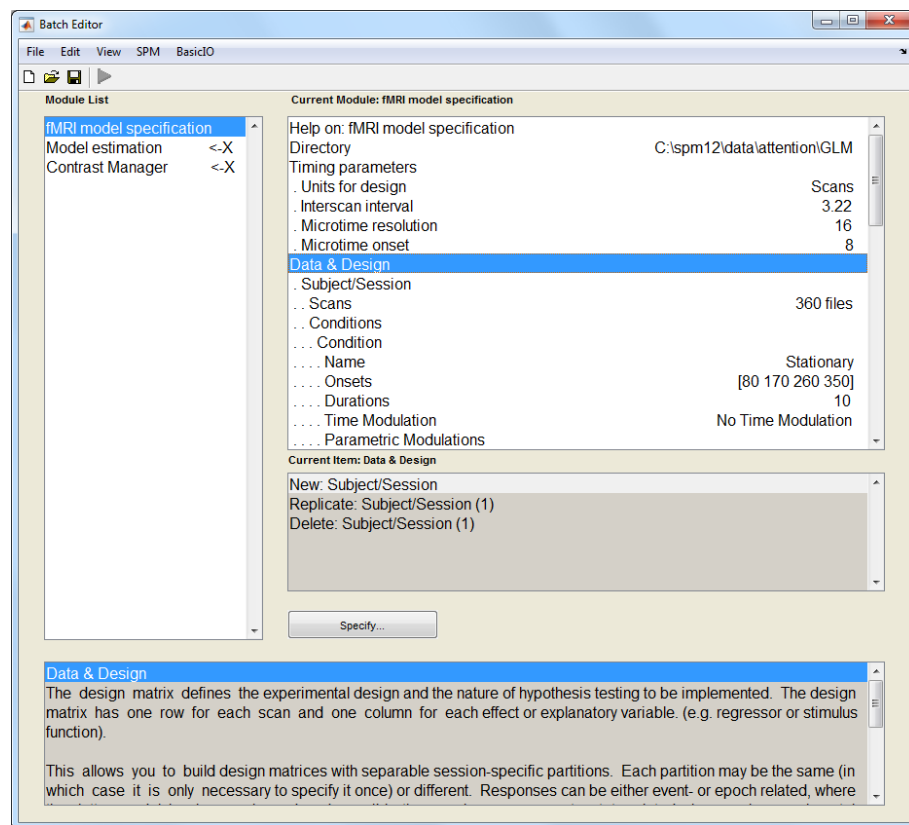 Batch Editor
File Edit View SPM BasicIO
Module List
Current Module: fMRI model specification
fMRI model specification
Model estimation <-X
Contrast Manager <-X
Help on: fMRI model specification
Directory C:\spm12\data\attention\GLM
Timing parameters
. Units for design Scans
. Interscan interval 3.22
. Microtime resolution 16
. Microtime onset 8
Data & Design
. Subject/Session
. . Scans 360 files
. . Conditions
. . . Condition
. . . . Name Stationary
. . . . Onsets [80 170 260 350]
. . . . Durations 10
. . . . Time Modulation No Time Modulation
. . . . Parametric Modulations
Current Item: Data & Design
New: Subject/Session
Replicate: Subject/Session (1)
Delete: Subject/Session (1)
Specify...
Data & Design
The design matrix defines the experimental design and the nature of hypothesis testing to be implemented. The design
matrix has one row for each scan and one column for each effect or explanatory variable. (e.g. regressor or stimulus
function).
This allows you to build design matrices with separable session-specific partitions. Each partition may be the same (in
which case it is only necessary to specify it once) or different. Responses can be either event- or epoch related, where